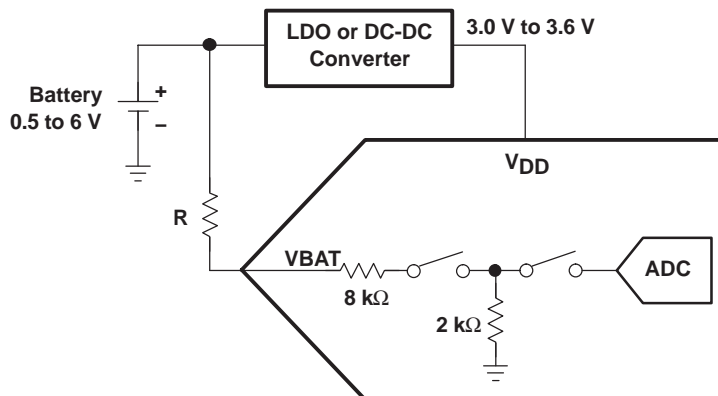 LDO or DC-DC
Converter
3.0 V to 3.6 V
Battery
0.5 to 6 V
+
–
VDD
R
VBAT
8 kΩ
2 kΩ
ADC